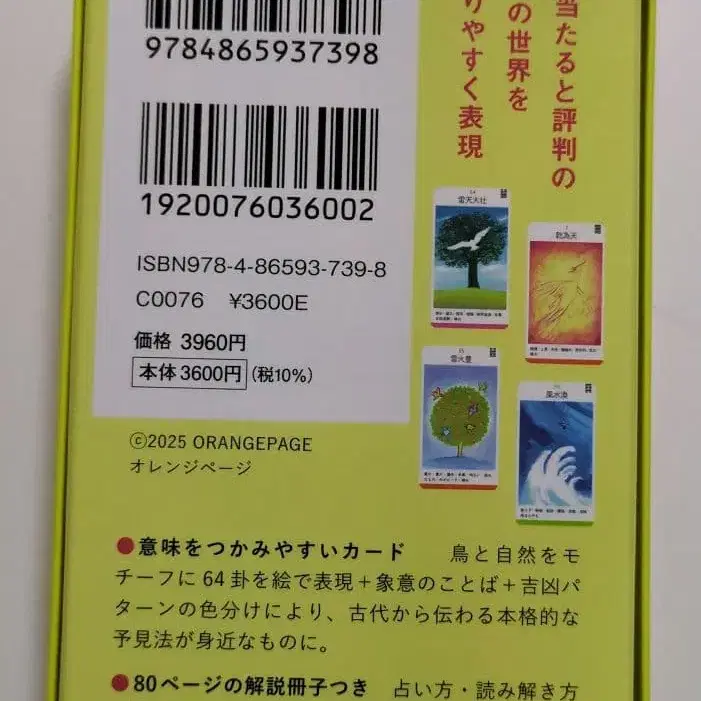 当たると評判の
の世界を
りやすく表現
9784865937398
1920076036002
ISBN978-4-86593-739-8
C0076 ¥3600E
価格 3960円
本体3600円(税10%)
©2025 ORANGEPAGE
オレンジページ
雷天大壮
乾為天
雷火豊
風水渙
●意味をつかみやすいカード 鳥と自然をモ
チーフに64卦を絵で表現+象意のことば+吉凶パ
ターンの色分けにより、古代から伝わる本格的な
予見法が身近なものに。
●80ページの解説冊子つき 占い方・読み解き方